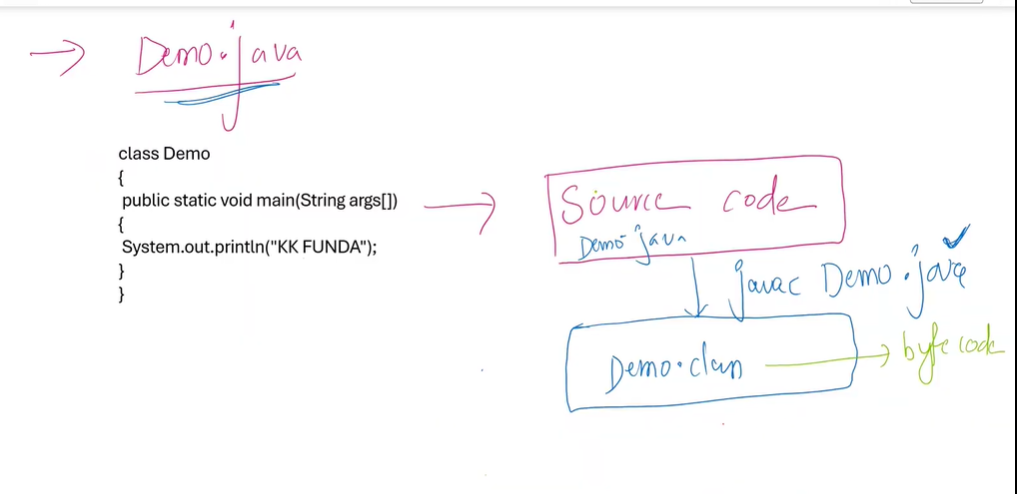 Demo.java
class Demo
{
public static void main(String args[])
{
System.out.println("KK FUNDA");
}
}
Source code
Demo.java
javac Demo.java
Demo.class
byte code